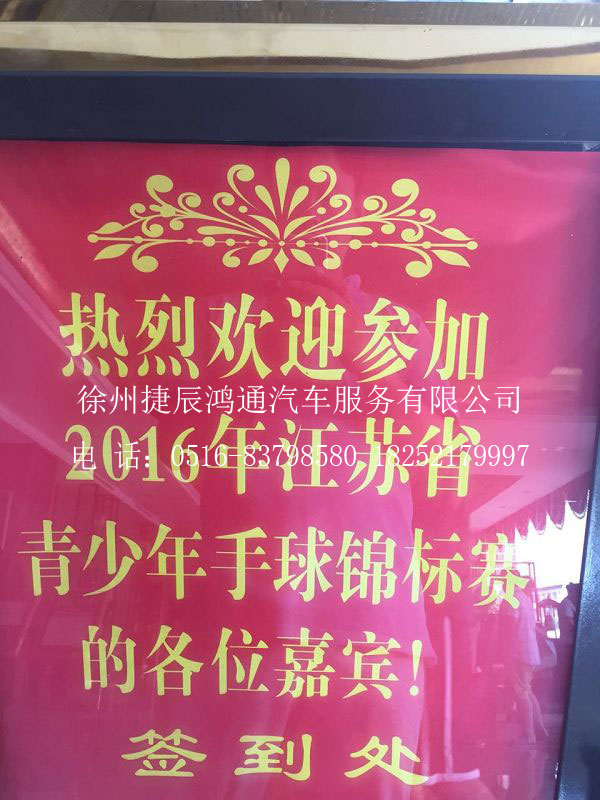 热烈欢迎参加
徐州捷辰鸿通汽车服务有限公司
2016年江苏省
电 话：0516-83798580 18252179997
青少年手球锦标赛
的各位嘉宾！
签到处